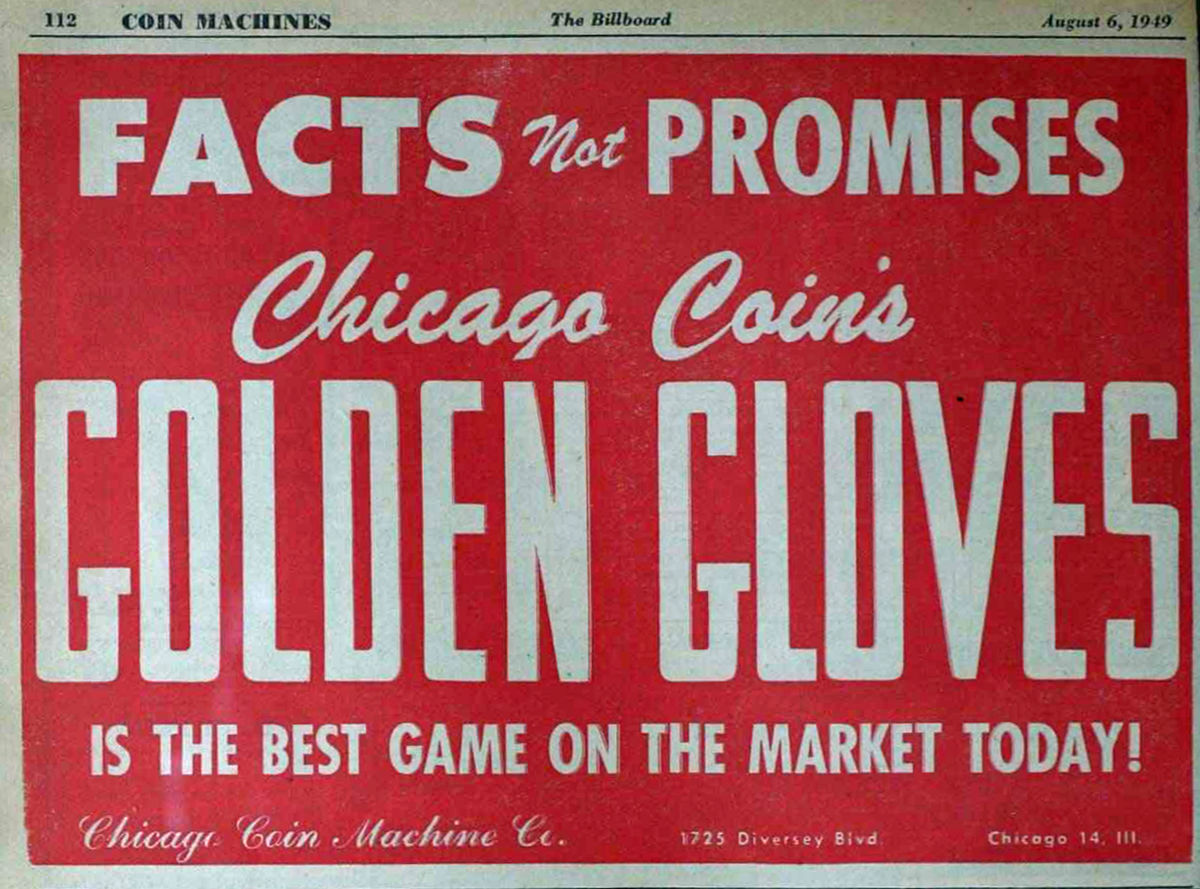 112 COIN MACHINES The Billboard August 6, 1949
FACTS Not PROMISES
Chicago Coin's
GOLDEN GLOVES
IS THE BEST GAME ON THE MARKET TODAY!
Chicago Coin Machine Co. 1725 Diversey Blvd. Chicago 14, Ill.